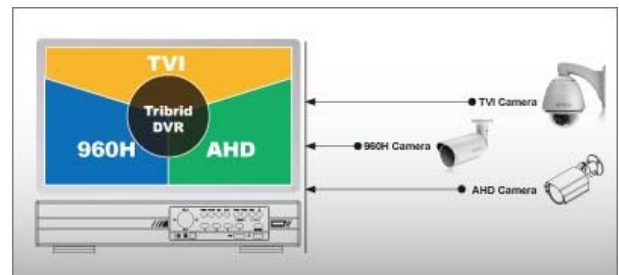 TVI
Tribrid
DVR
960H
AHD
TVI Camera
960H Camera
AHD Camera